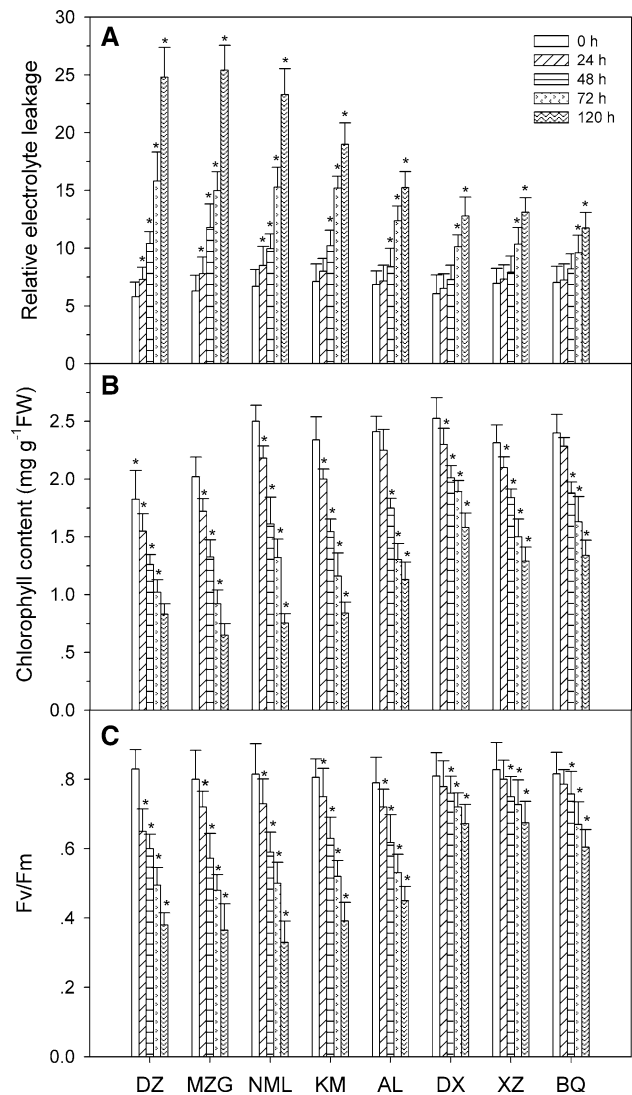 A
30
25
20
15
10
5
0
Relative electrolyte leakage
0 h
24 h
48 h
72 h
120 h
* * * * * * * * * * * * * * * * * * * * * * * * *
B
2.5
2.0
1.5
1.0
.5
0.0
Chlorophyll content (mg g⁻¹FW)
C
.8
.6
.4
.2
0.0
Fv/Fm
DZ MZG NML KM AL DX XZ BQ